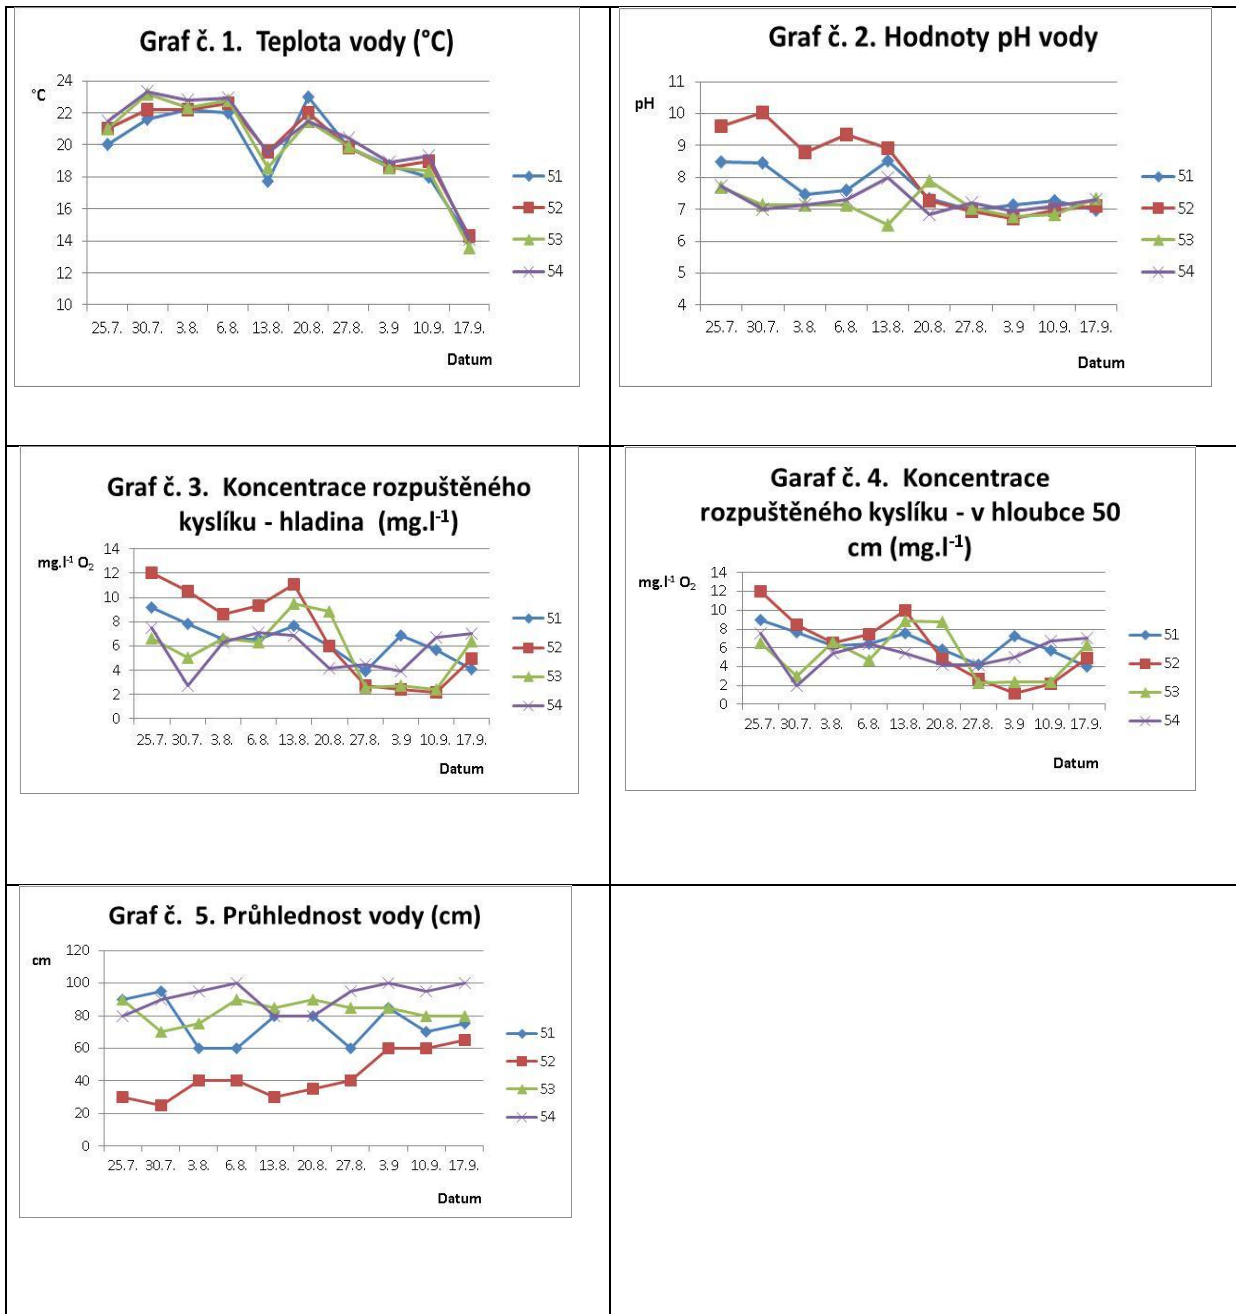 Graf č. 1.  Teplota vody (°C)
°C
24
22
20
18
16
14
12
10
25.7. 30.7. 3.8. 6.8. 13.8. 20.8. 27.8. 3.9 10.9. 17.9.
Datum
51
52
53
54
Graf č. 2. Hodnoty pH vody
pH
11
10
9
8
7
6
5
4
25.7. 30.7. 3.8. 6.8. 13.8. 20.8. 27.8. 3.9 10.9. 17.9.
Datum
51
52
53
54
Graf č. 3.  Koncentrace rozpuštěného
kyslíku - hladina  (mg.l⁻¹)
mg.l⁻¹ O₂
14
12
10
8
6
4
2
0
25.7. 30.7. 3.8. 6.8. 13.8. 20.8. 27.8. 3.9 10.9. 17.9.
Datum
51
52
53
54
Garaf č. 4.  Koncentrace
rozpuštěného kyslíku - v hloubce 50
cm (mg.l⁻¹)
mg.l⁻¹ O₂
14
12
10
8
6
4
2
0
25.7. 30.7. 3.8. 6.8. 13.8. 20.8. 27.8. 3.9 10.9. 17.9.
Datum
51
52
53
54
Graf č.  5. Průhlednost vody (cm)
cm
120
100
80
60
40
20
0
25.7. 30.7. 3.8. 6.8. 13.8. 20.8. 27.8. 3.9 10.9. 17.9.
Datum
51
52
53
54